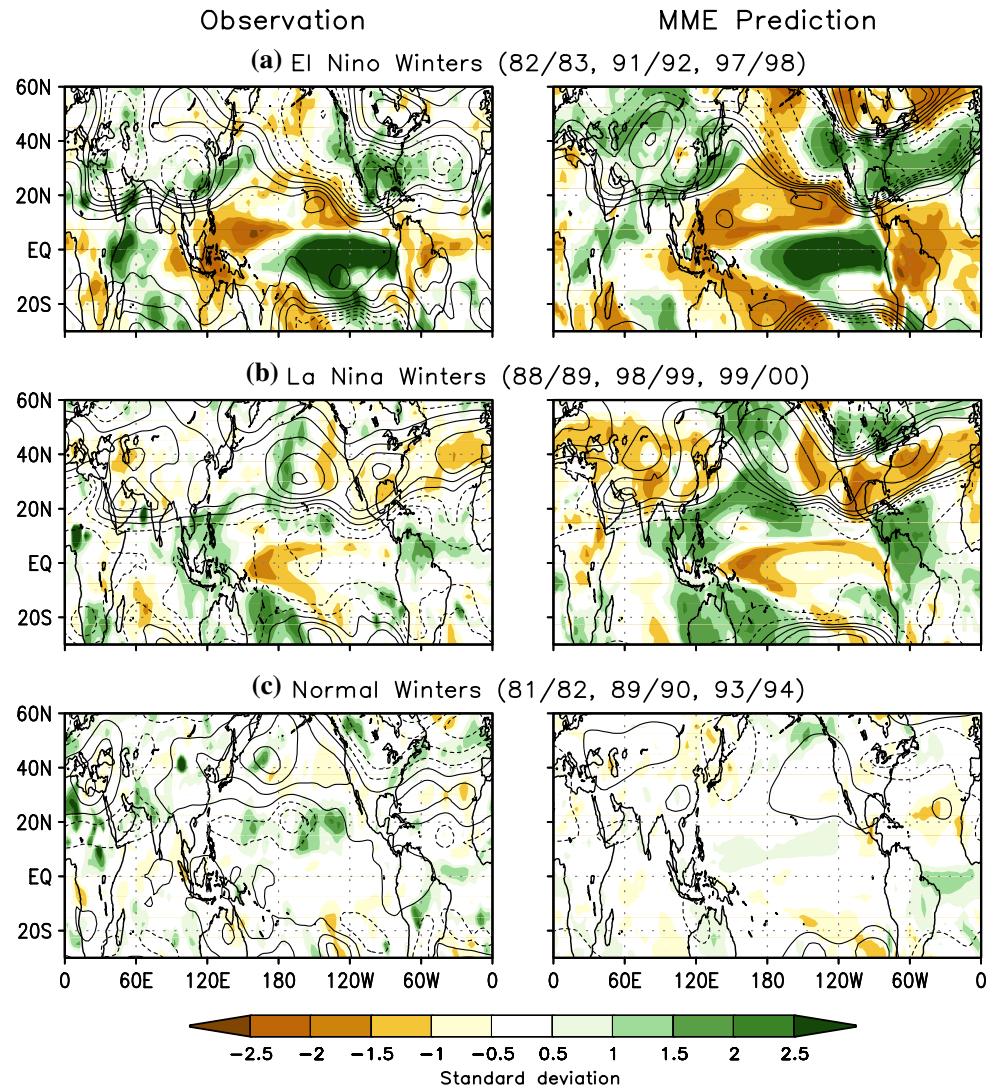 Observation MME Prediction
(a) El Nino Winters (82/83, 91/92, 97/98)
60N
40N
20N
EQ
20S
(b) La Nina Winters (88/89, 98/99, 99/00)
60N
40N
20N
EQ
20S
(c) Normal Winters (81/82, 89/90, 93/94)
60N
40N
20N
EQ
20S
0 60E 120E 180 120W 60W 0 0 60E 120E 180 120W 60W 0
-2.5 -2 -1.5 -1 -0.5 0.5 1 1.5 2 2.5
Standard deviation